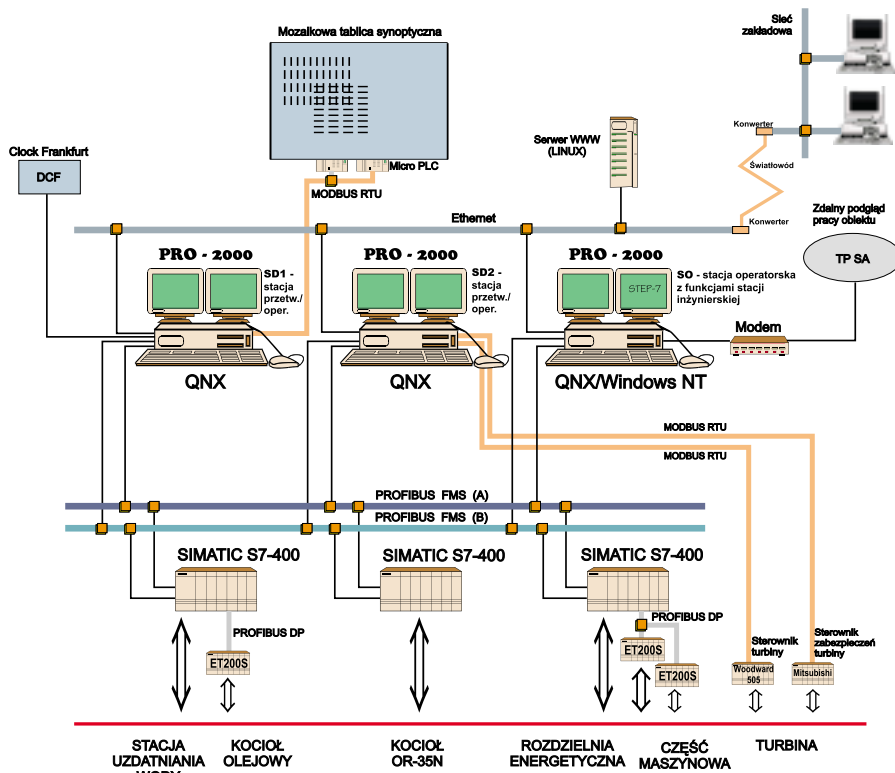 Mozaikowa tablica synoptyczna
Sieć
zakładowa
Serwer WWW
(LINUX)
Konwerter
Clock Frankfurt
DCF
Micro PLC
MODBUS RTU
Światłowód
Zdalny podgląd
pracy obiektu
Ethernet
Konwerter
PRO - 2000
PRO - 2000
PRO - 2000
TP SA
SD1 -
stacja
przetw./
oper.
SD2 -
stacja
przetw./
oper.
STEP-7
SO - stacja operatorska
z funkcjami stacji
inżynierskiej
Modem
QNX
QNX
QNX/Windows NT
MODBUS RTU
MODBUS RTU
PROFIBUS FMS (A)
PROFIBUS FMS (B)
SIMATIC S7-400
SIMATIC S7-400
SIMATIC S7-400
PROFIBUS DP
PROFIBUS DP
Sterownik
turbiny
Sterownik
zabezpieczeń
turbiny
ET200S
ET200S
ET200S
Woodward
505
Mitsubishi
STACJA
UZDATNIANIA
WODY
KOCIOŁ
OLEJOWY
KOCIOŁ
OR-35N
ROZDZIELNIA
ENERGETYCZNA
CZĘŚĆ
MASZYNOWA
TURBINA